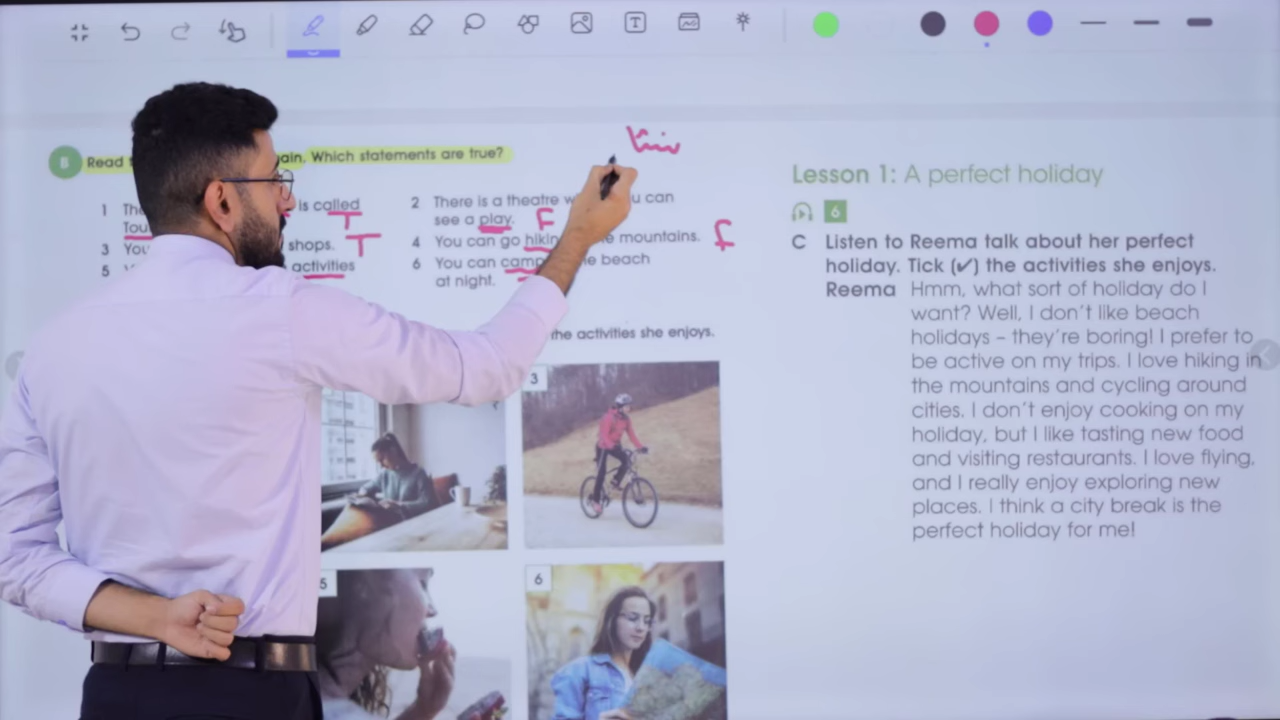 B Read ain. Which statements are true?
1 The is called
Tou
T
2 There is a theatre w u can
see a play.
F
3 You shops.
T
4 You can go hikin e mountains.
F
5 activities
6 You can camp e beach
at night.
the activities she enjoys.
3
5
6
Lesson 1: A perfect holiday
6
C Listen to Reema talk about her perfect
holiday. Tick (✔) the activities she enjoys.
Reema Hmm, what sort of holiday do I
want? Well, I don't like beach
holidays – they're boring! I prefer to
be active on my trips. I love hiking in
the mountains and cycling around
cities. I don't enjoy cooking on my
holiday, but I like tasting new food
and visiting restaurants. I love flying,
and I really enjoy exploring new
places. I think a city break is the
perfect holiday for me!